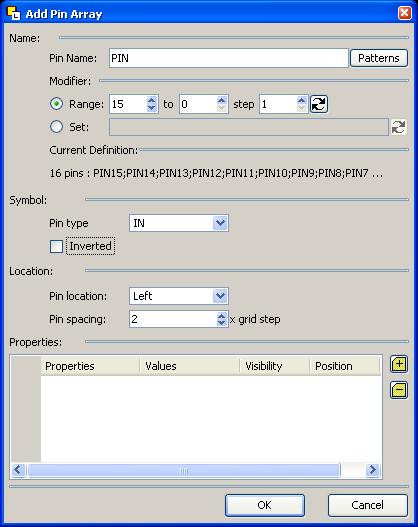 Add Pin Array
Name:
Pin Name: PIN Patterns
Modifier:
Range: 15 to 0 step 1
Set:
Current Definition:
16 pins : PIN15;PIN14;PIN13;PIN12;PIN11;PIN10;PIN9;PIN8;PIN7 ...
Symbol:
Pin type IN
Inverted
Location:
Pin location: Left
Pin spacing: 2 x grid step
Properties:
Properties Values Visibility Position
OK Cancel